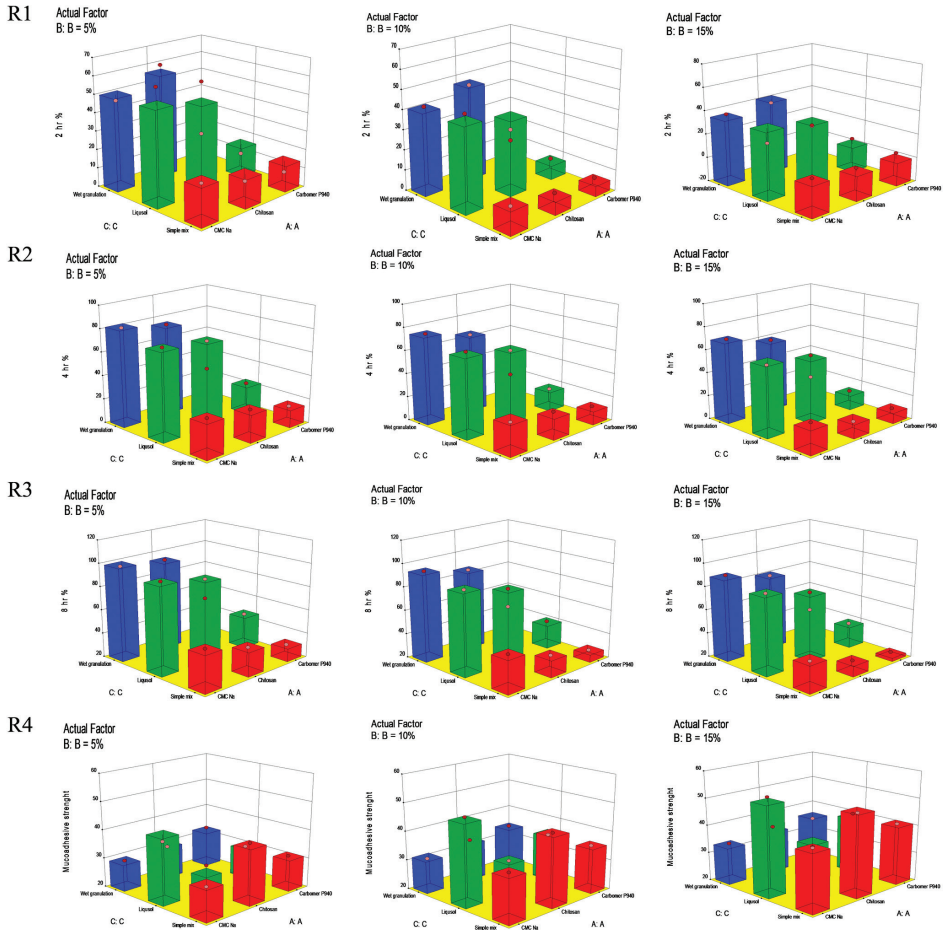 R1
Actual Factor
B: B = 5%
2 hr %
70
60
50
40
30
20
10
0
Wet granulation
Liqusol
Simple mix
C: C
CMC Na
Chitosan
Carbomer P940
A: A
Actual Factor
B: B = 10%
2 hr %
70
60
50
40
30
20
10
0
Wet granulation
Liqusol
Simple mix
C: C
CMC Na
Chitosan
Carbomer P940
A: A
Actual Factor
B: B = 15%
2 hr %
80
60
40
20
0
-20
Wet granulation
Liqusol
Simple mix
C: C
CMC Na
Chitosan
Carbomer P940
A: A
R2
Actual Factor
B: B = 5%
4 hr %
100
80
60
40
20
0
Wet granulation
Liqusol
Simple mix
C: C
CMC Na
Chitosan
Carbomer P940
A: A
Actual Factor
B: B = 10%
4 hr %
100
80
60
40
20
0
Wet granulation
Liqusol
Simple mix
C: C
CMC Na
Chitosan
Carbomer P940
A: A
Actual Factor
B: B = 15%
4 hr %
100
80
60
40
20
0
Wet granulation
Liqusol
Simple mix
C: C
CMC Na
Chitosan
Carbomer P940
A: A
R3
Actual Factor
B: B = 5%
8 hr %
120
100
80
60
40
20
Wet granulation
Liqusol
Simple mix
C: C
CMC Na
Chitosan
Carbomer P940
A: A
Actual Factor
B: B = 10%
8 hr %
120
100
80
60
40
20
Wet granulation
Liqusol
Simple mix
C: C
CMC Na
Chitosan
Carbomer P940
A: A
Actual Factor
B: B = 15%
8 hr %
120
100
80
60
40
20
Wet granulation
Liqusol
Simple mix
C: C
CMC Na
Chitosan
Carbomer P940
A: A
R4
Actual Factor
B: B = 5%
Mucoadhesive strenght
60
50
40
30
20
Wet granulation
Liqusol
Simple mix
C: C
CMC Na
Chitosan
Carbomer P940
A: A
Actual Factor
B: B = 10%
Mucoadhesive strenght
60
50
40
30
20
Wet granulation
Liqusol
Simple mix
C: C
CMC Na
Chitosan
Carbomer P940
A: A
Actual Factor
B: B = 15%
Mucoadhesive strenght
60
50
40
30
20
Wet granulation
Liqusol
Simple mix
C: C
CMC Na
Chitosan
Carbomer P940
A: A